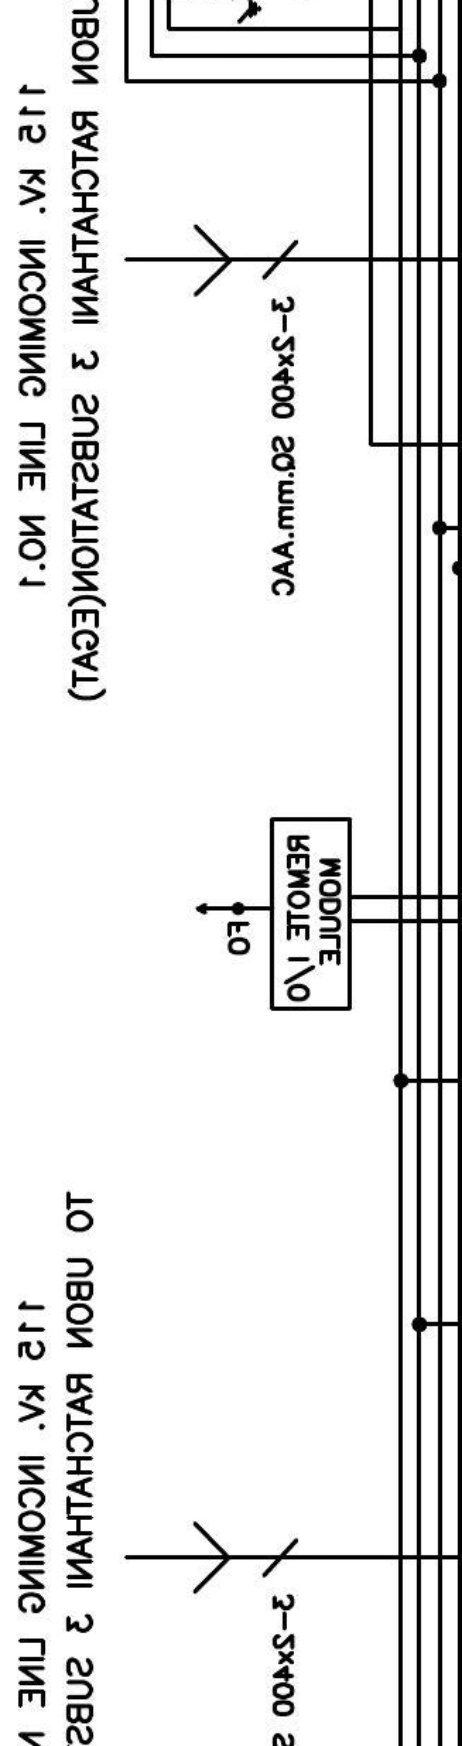 115 KV. INCOMING LINE NO.1
UBON RATCHATHANI 3 SUBSTATION(EGAT)
3-2x400 SQ.mm.AAC
FO
REMOTE I/O
MODULE
115 KV. INCOMING LINE
TO UBON RATCHATHANI 3 SUBS
3-2x400 S